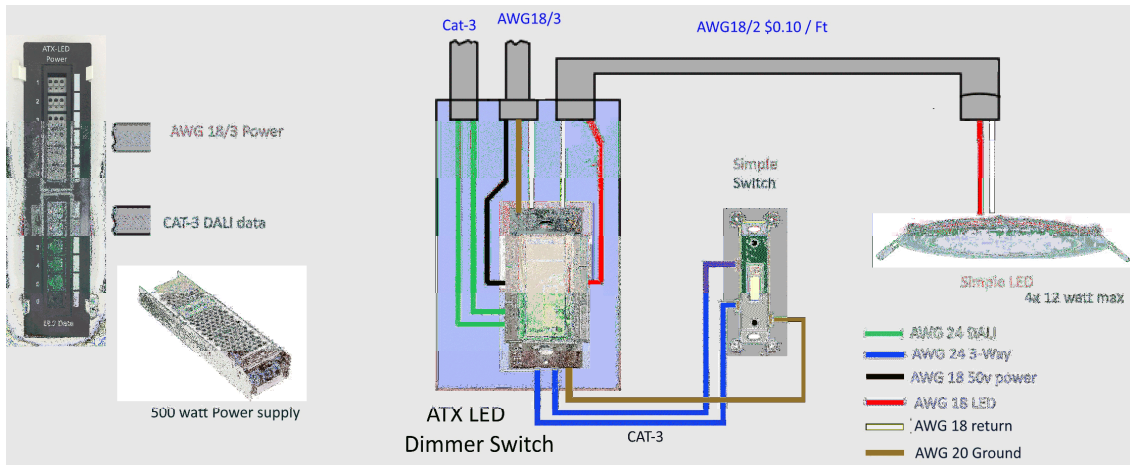 ATX-LED
Power
1
2
AWG 18/3 Power
CAT-3 DALI data
500 watt Power supply
Cat-3
AWG18/3
AWG18/2 $0.10 / Ft
ATX LED
Dimmer Switch
CAT-3
Simple
Switch
Simple LED
4x 12 watt max
AWG 24 DALI
AWG 24 3-Way
AWG 18 50v power
AWG 18 LED
AWG 18 return
AWG 20 Ground